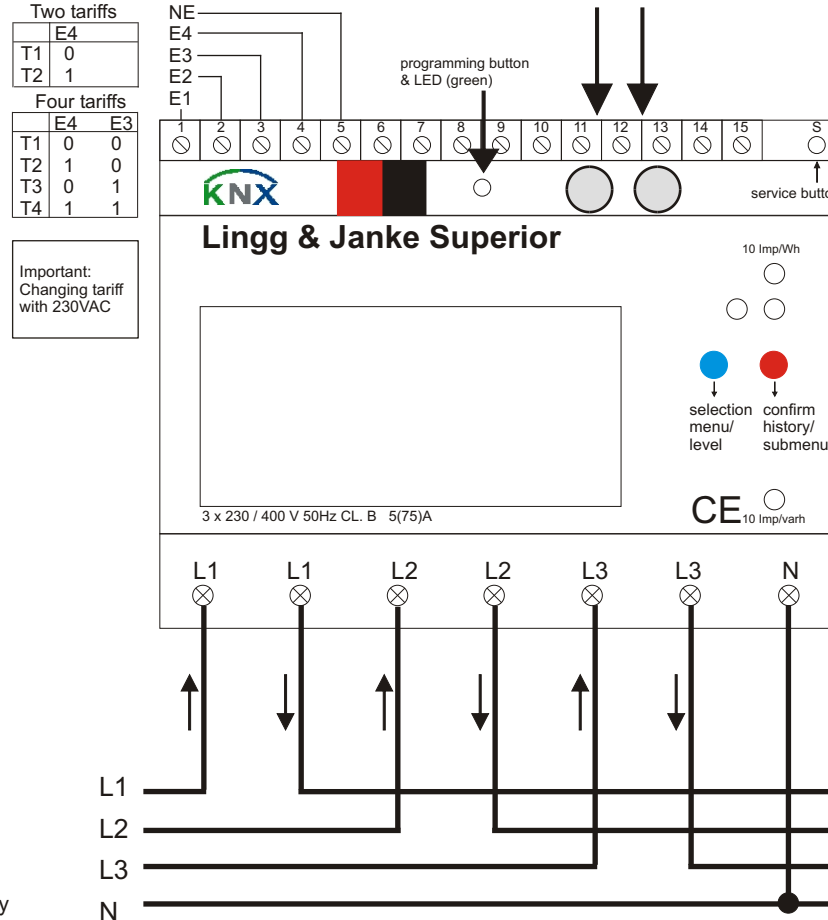 Two tariffs
E4
T1 0
T2 1
Four tariffs
E4 E3
T1 0 0
T2 1 0
T3 0 1
T4 1 1
Important:
Changing tariff
with 230VAC
NE
E4
E3
E2
E1
programming button
& LED (green)
1 2 3 4 5 6 7 8 9 10 11 12 13 14 15 S
service butto
KNX
Lingg & Janke Superior
10 Imp/Wh
selection
menu/
level
confirm
history/
submenu
3 x 230 / 400 V 50Hz CL. B 5(75)A
CE
10 Imp/varh
L1 L1 L2 L2 L3 L3 N
L1
L2
L3
N
y